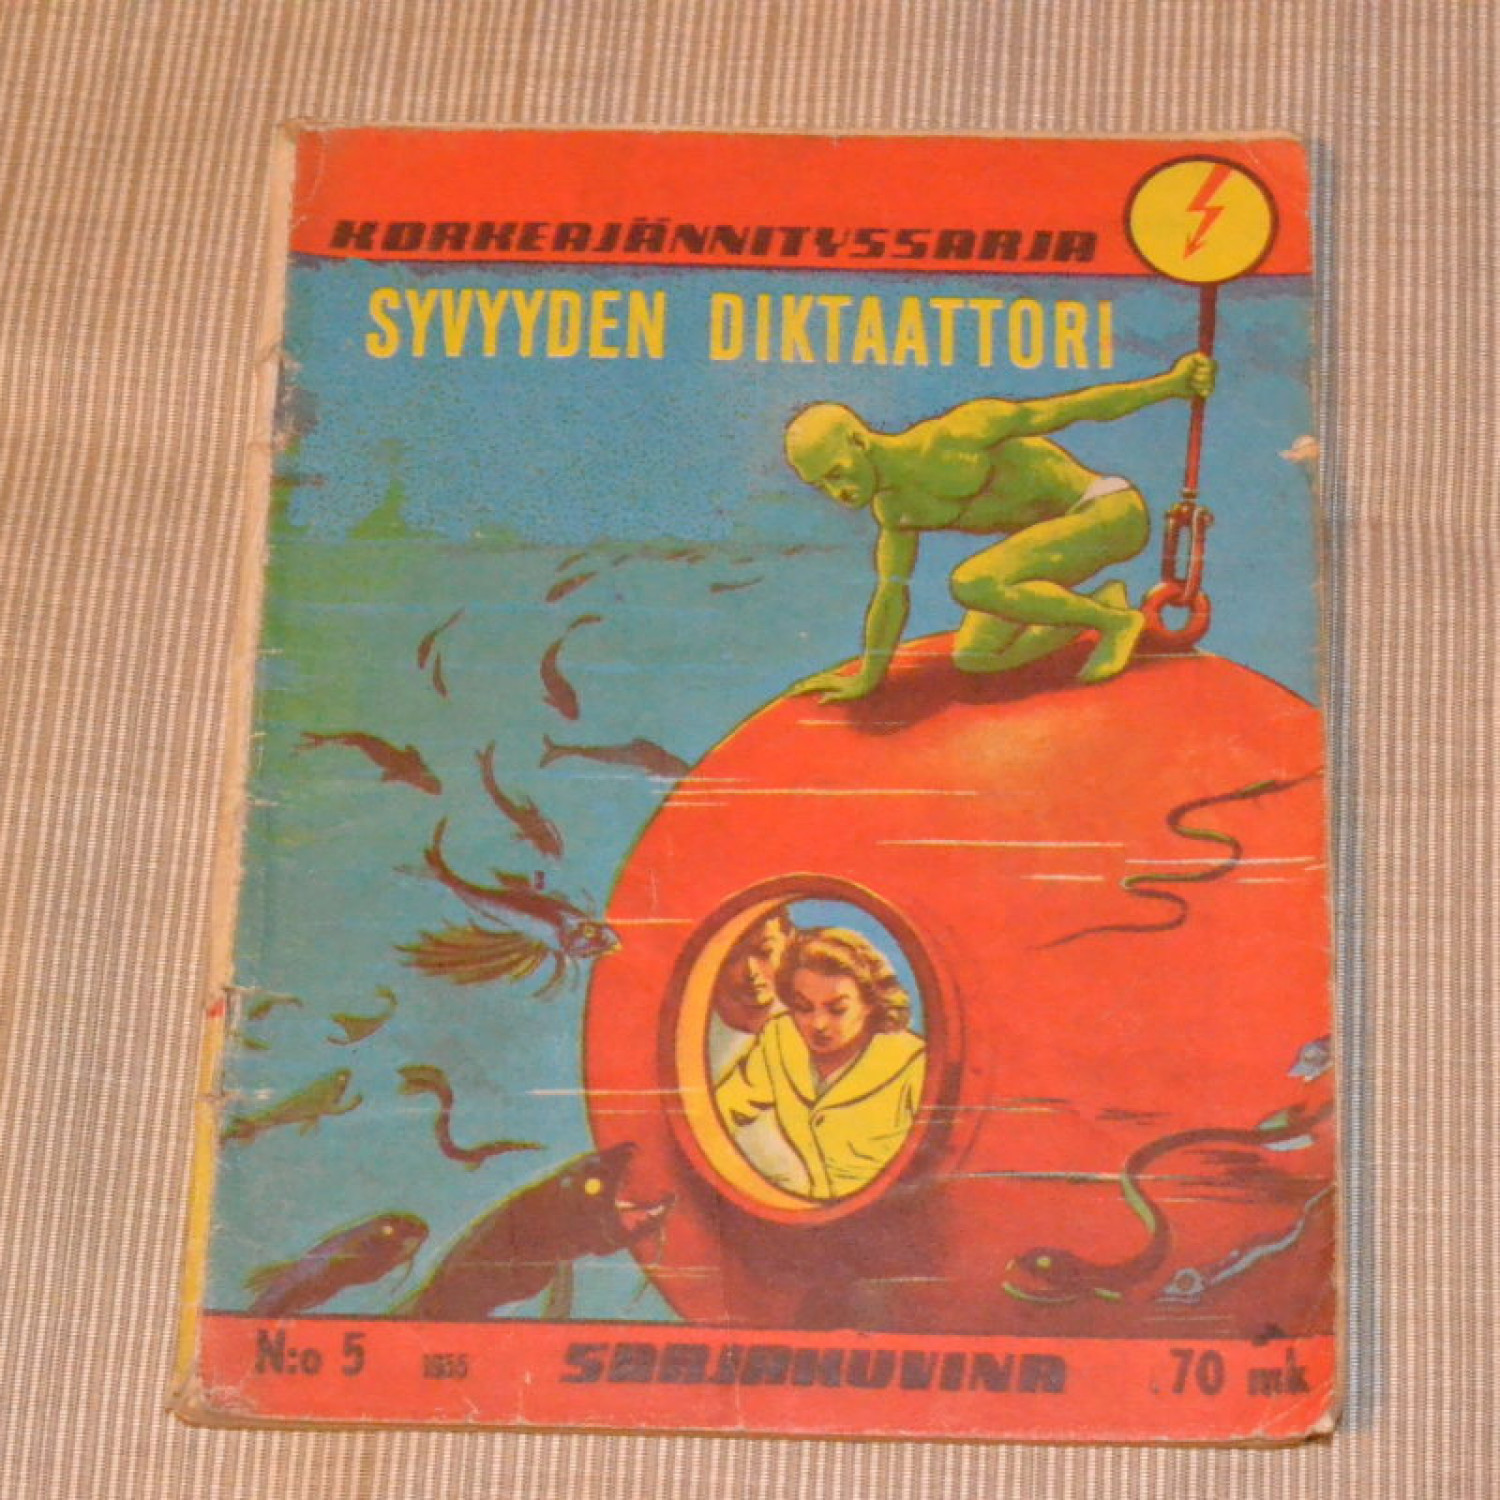 KORKEAJÄNNITYSSARJA
SYVYYDEN DIKTAATTORI
N:o 5 1955 SARJAKUVINA 70 mk